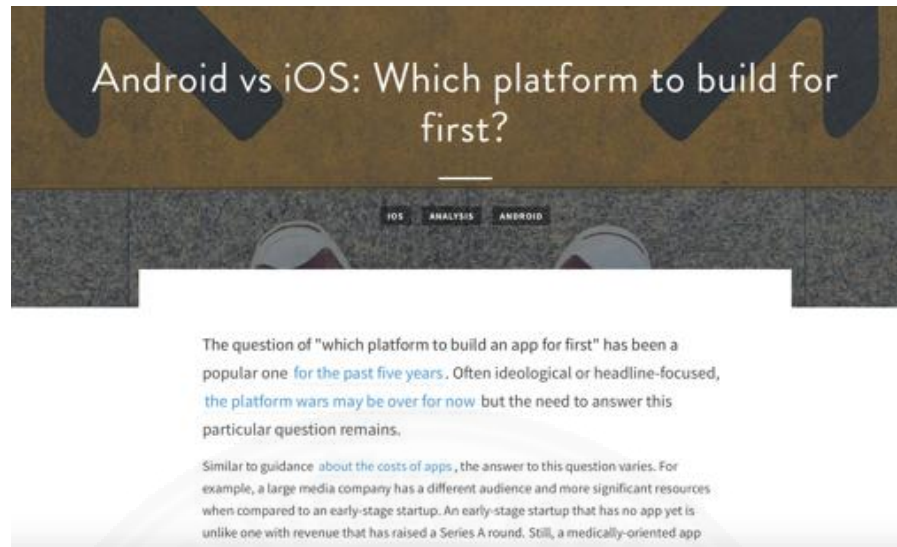 Android vs iOS: Which platform to build for
first?
IOS ANALYSIS ANDROID
The question of "which platform to build an app for first" has been a
popular one for the past five years. Often ideological or headline-focused,
the platform wars may be over for now but the need to answer this
particular question remains.
Similar to guidance about the costs of apps, the answer to this question varies. For
example, a large media company has a different audience and more significant resources
when compared to an early-stage startup. An early-stage startup that has no app yet is
unlike one with revenue that has raised a Series A round. Still, a medically-oriented app